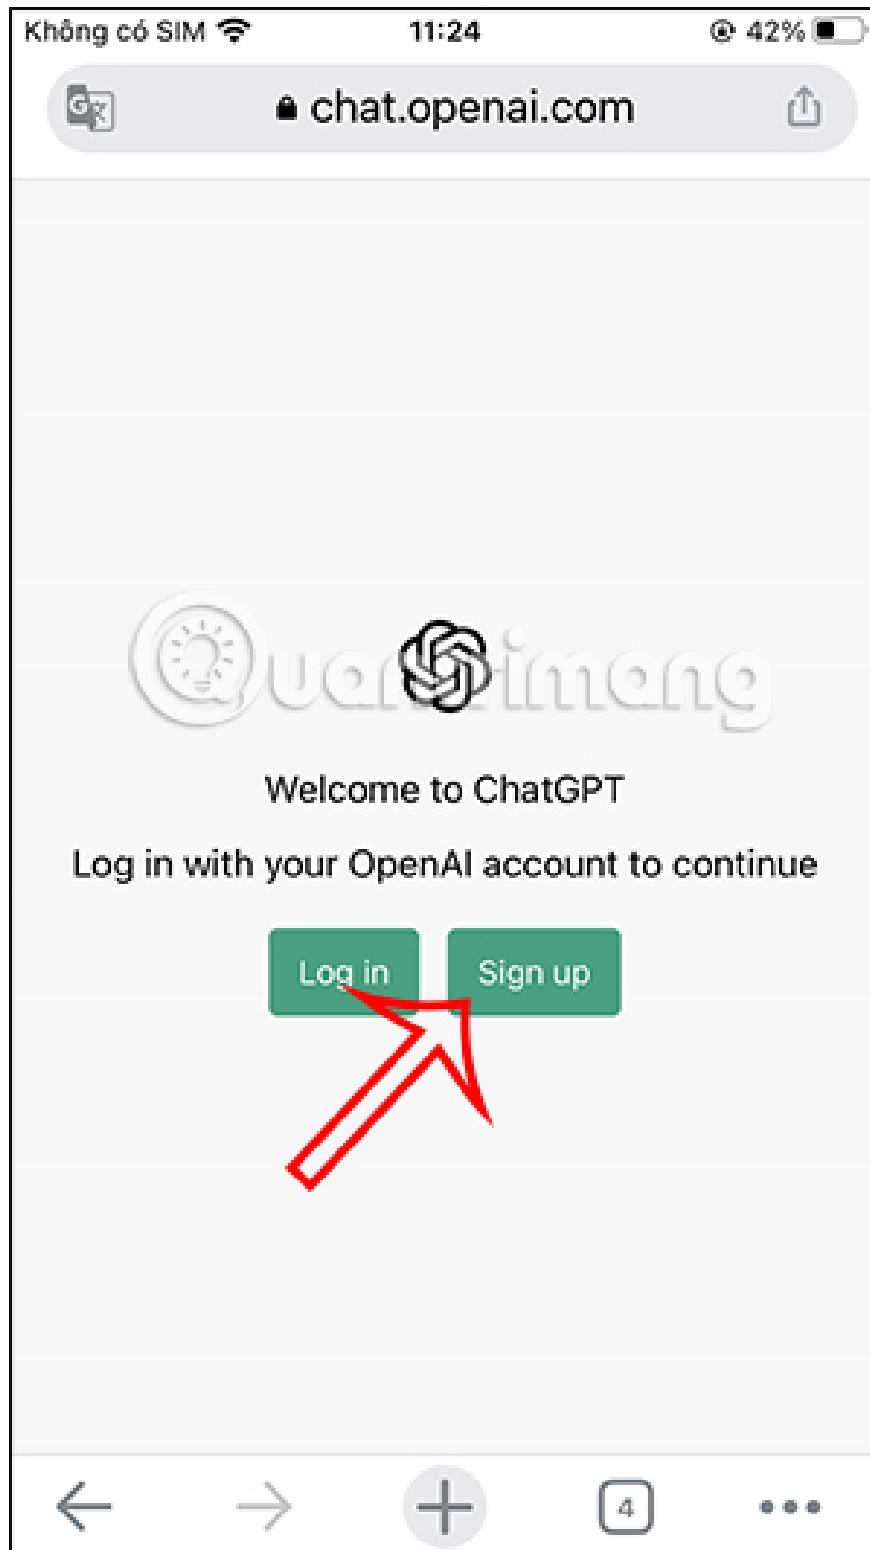 Không có SIM 11:24 42%
chat.openai.com
Quantrimang
Welcome to ChatGPT
Log in with your OpenAI account to continue
Log in Sign up
4